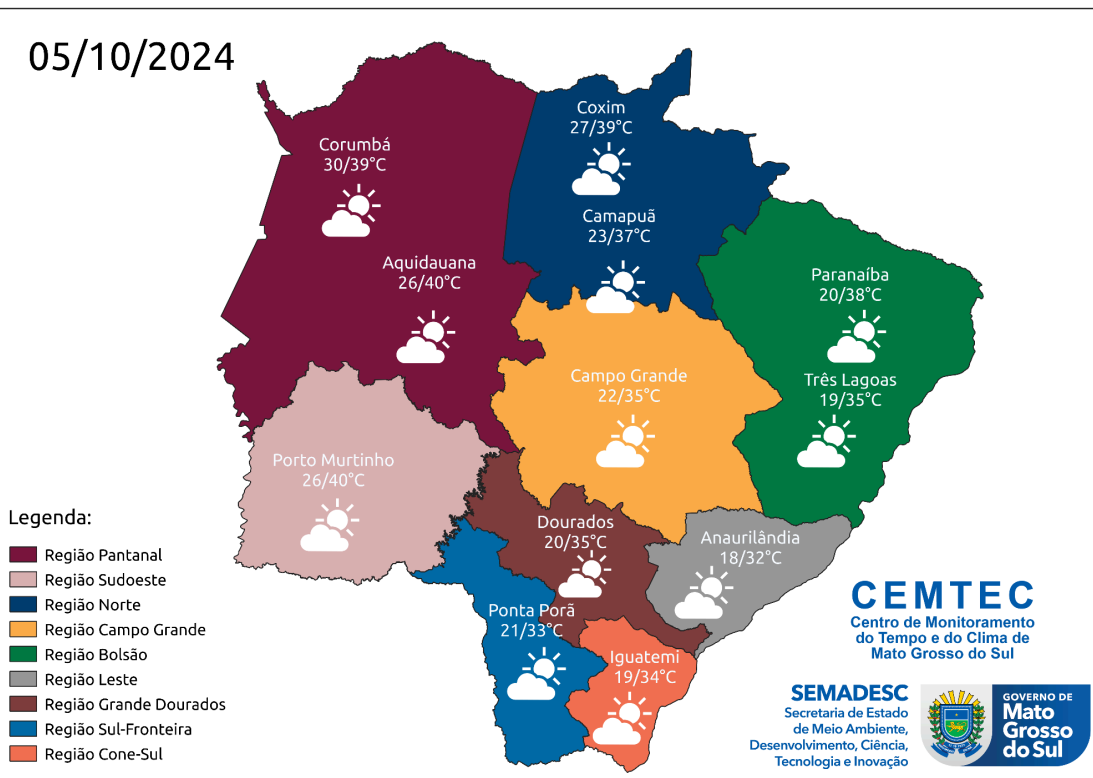 05/10/2024
Coxim
27/39°C
Corumbá
30/39°C
Camapuã
23/37°C
Aquidauana
26/40°C
Paranaíba
20/38°C
Campo Grande
22/35°C
Três Lagoas
19/35°C
Porto Murtinho
26/40°C
Dourados
20/35°C
Anaurilândia
18/32°C
Ponta Porã
21/33°C
Iguatemi
19/34°C
Legenda:
Região Pantanal
Região Sudoeste
Região Norte
Região Campo Grande
Região Bolsão
Região Leste
Região Grande Dourados
Região Sul-Fronteira
Região Cone-Sul
CEMTEC
Centro de Monitoramento
do Tempo e do Clima de
Mato Grosso do Sul
SEMADESC
Secretaria de Estado
de Meio Ambiente,
Desenvolvimento, Ciência,
Tecnologia e Inovação
GOVERNO DE
Mato
Grosso
do Sul